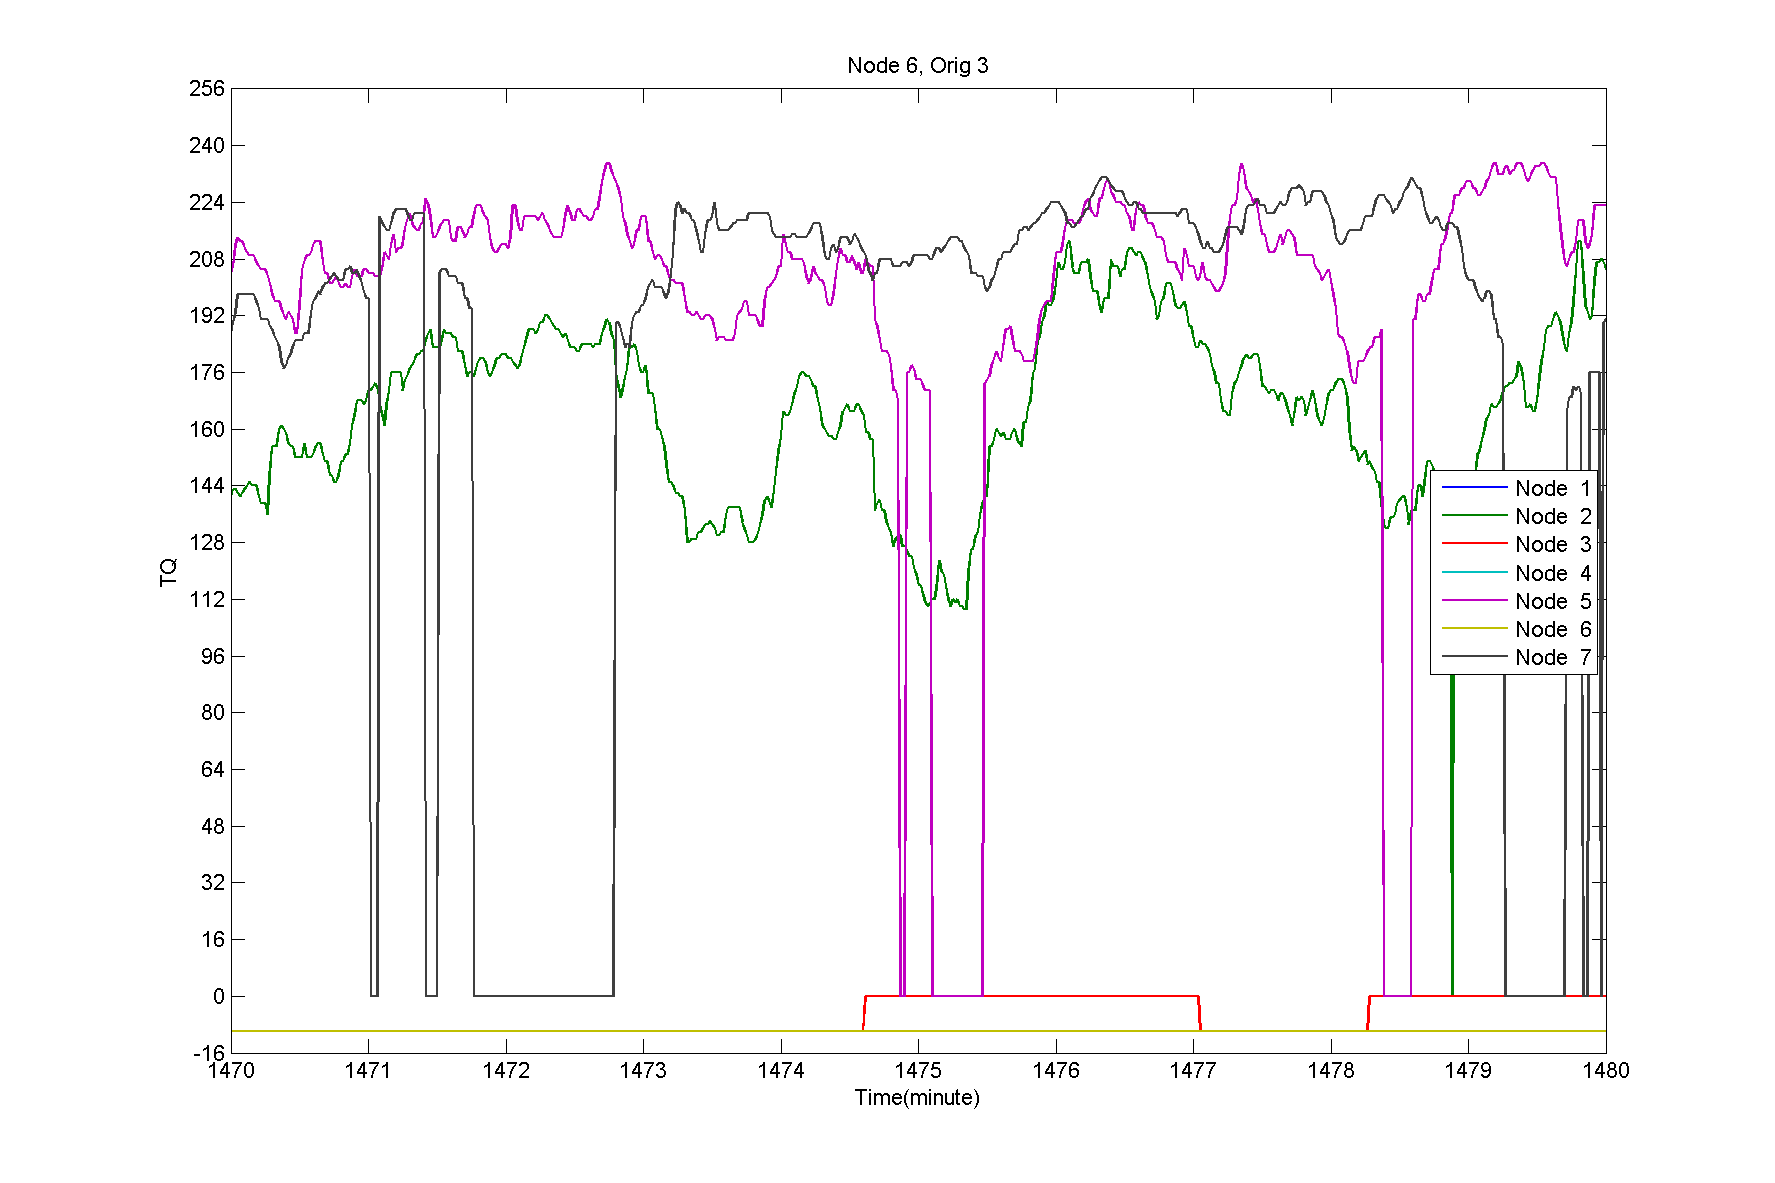 Node 6, Orig 3
256
240
224
208
192
176
160
144
128
112
96
80
64
48
32
16
0
-16
TQ
Node 1
Node 2
Node 3
Node 4
Node 5
Node 6
Node 7
1470 1471 1472 1473 1474 1475 1476 1477 1478 1479 1480
Time(minute)